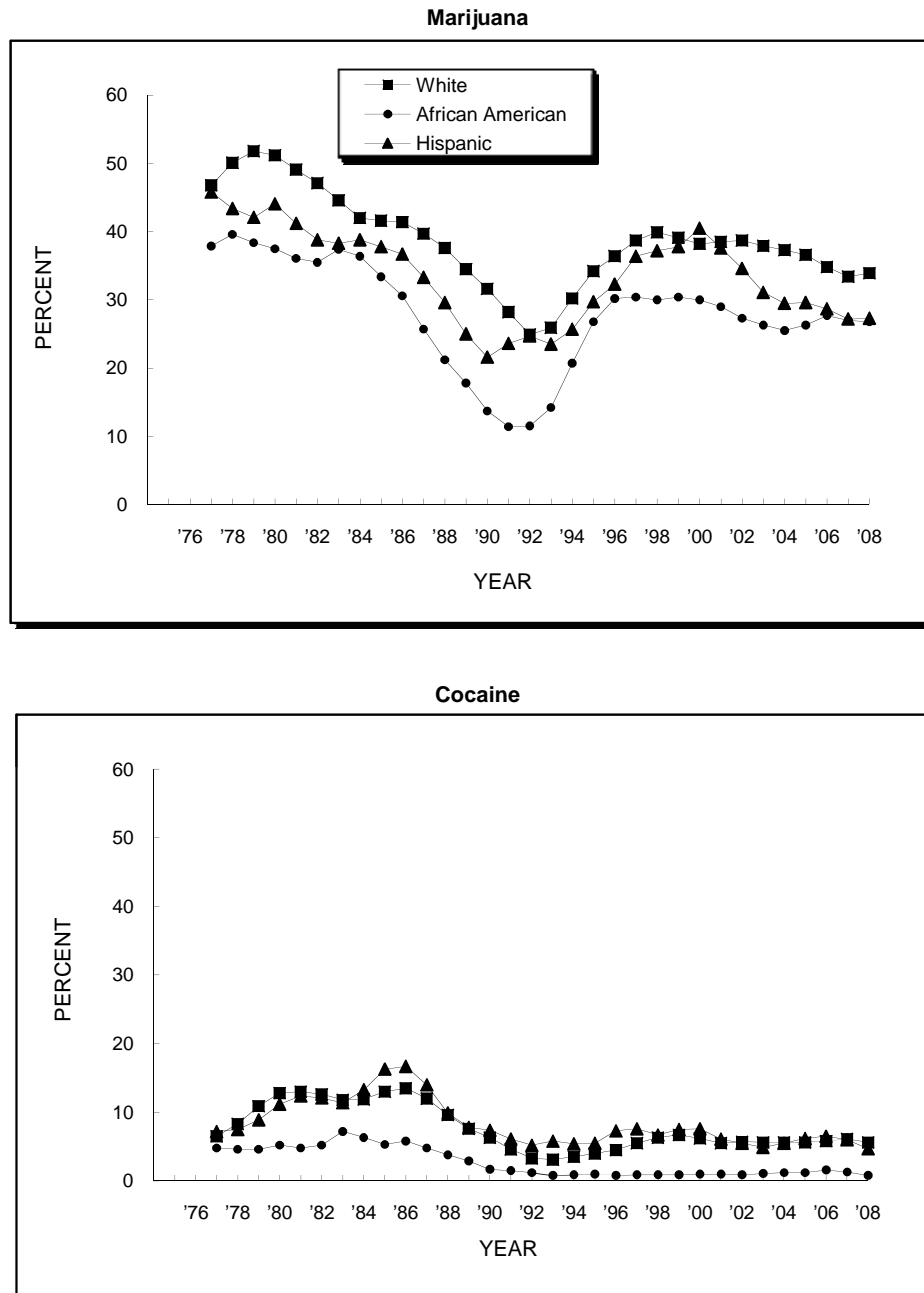 Marijuana
White
African American
Hispanic
60
50
40
30
20
10
0
PERCENT
’76 ’78 ’80 ’82 ’84 ’86 ’88 ’90 ’92 ’94 ’96 ’98 ’00 ’02 ’04 ’06 ’08
YEAR
Cocaine
60
50
40
30
20
10
0
PERCENT
’76 ’78 ’80 ’82 ’84 ’86 ’88 ’90 ’92 ’94 ’96 ’98 ’00 ’02 ’04 ’06 ’08
YEAR